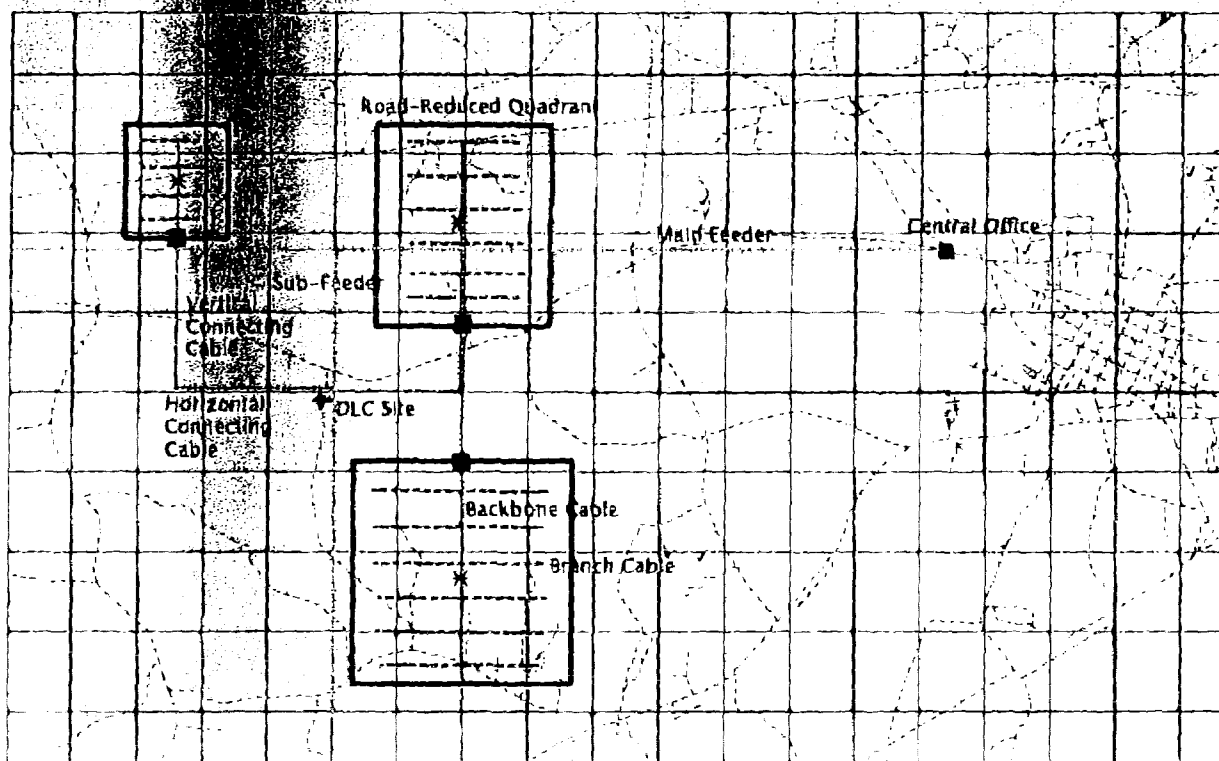 Road-Reduced Quadrant
Main Feeder
Central Office
Sub-Feeder
Vertical
Connecting
Cable
Horizontal
Connecting
Cable
DLC Site
Backbone Cable
Branch Cable